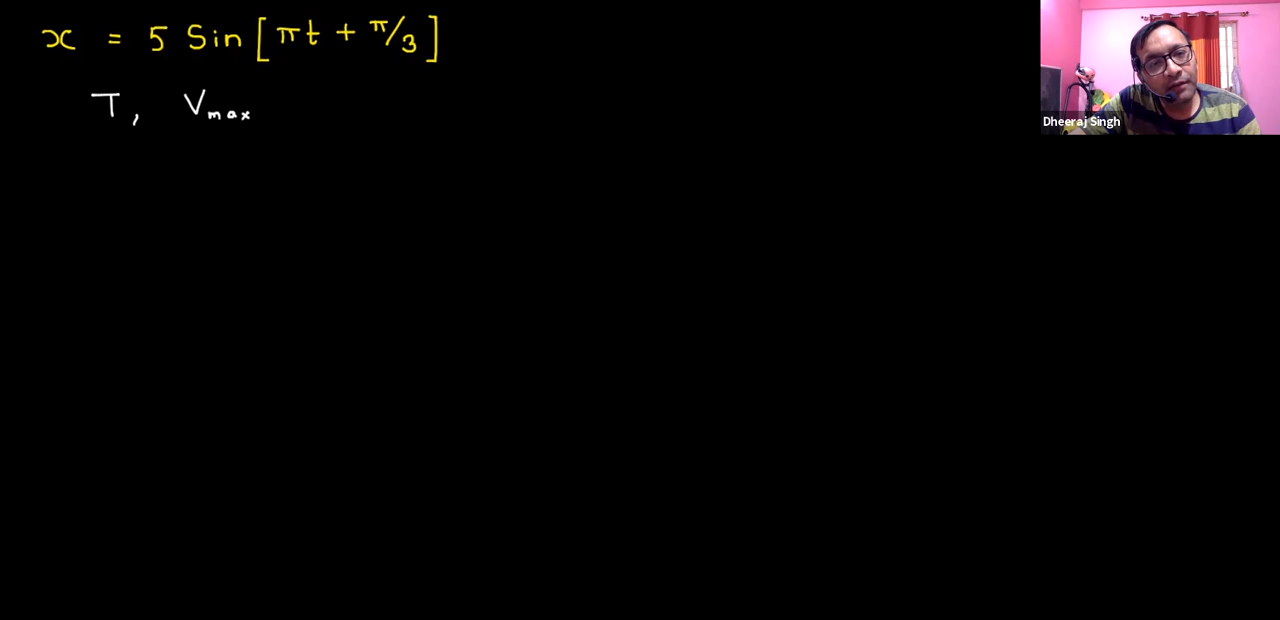 x = 5 Sin[πt + π/3]
T, Vmax
Dheeraj Singh